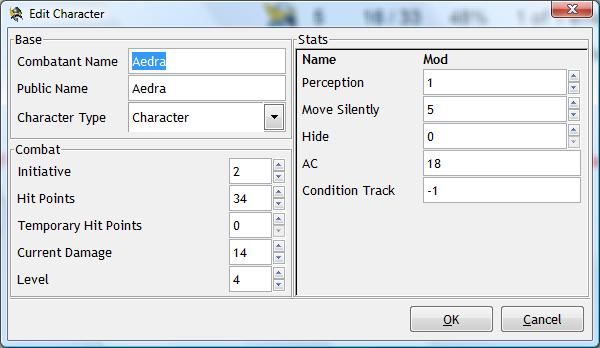 Edit Character
Base
Combatant Name Aedra
Public Name Aedra
Character Type Character
Combat
Initiative 2
Hit Points 34
Temporary Hit Points 0
Current Damage 14
Level 4
Stats
Name Mod
Perception 1
Move Silently 5
Hide 0
AC 18
Condition Track -1
OK Cancel